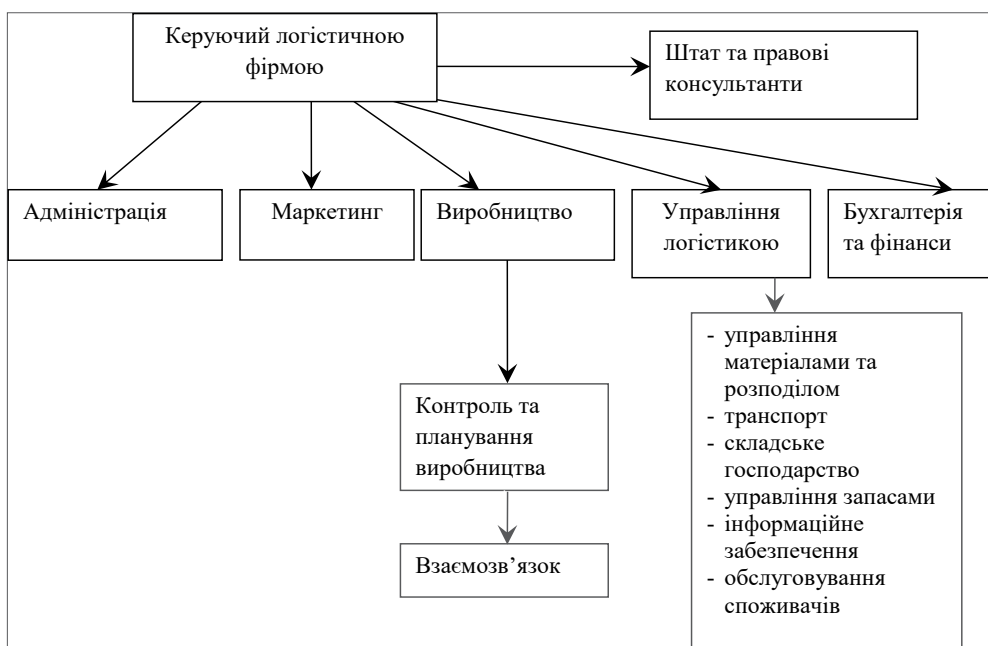 Керуючий логістичною
фірмою
Штат та правові
консультанти
Адміністрація
Маркетинг
Виробництво
Управління
логістикою
Бухгалтерія
та фінанси
- управління
матеріалами та
розподілом
- транспорт
- складське
господарство
- управління запасами
- інформаційне
забезпечення
- обслуговування
споживачів
Контроль та
планування
виробництва
Взаємозв’язок